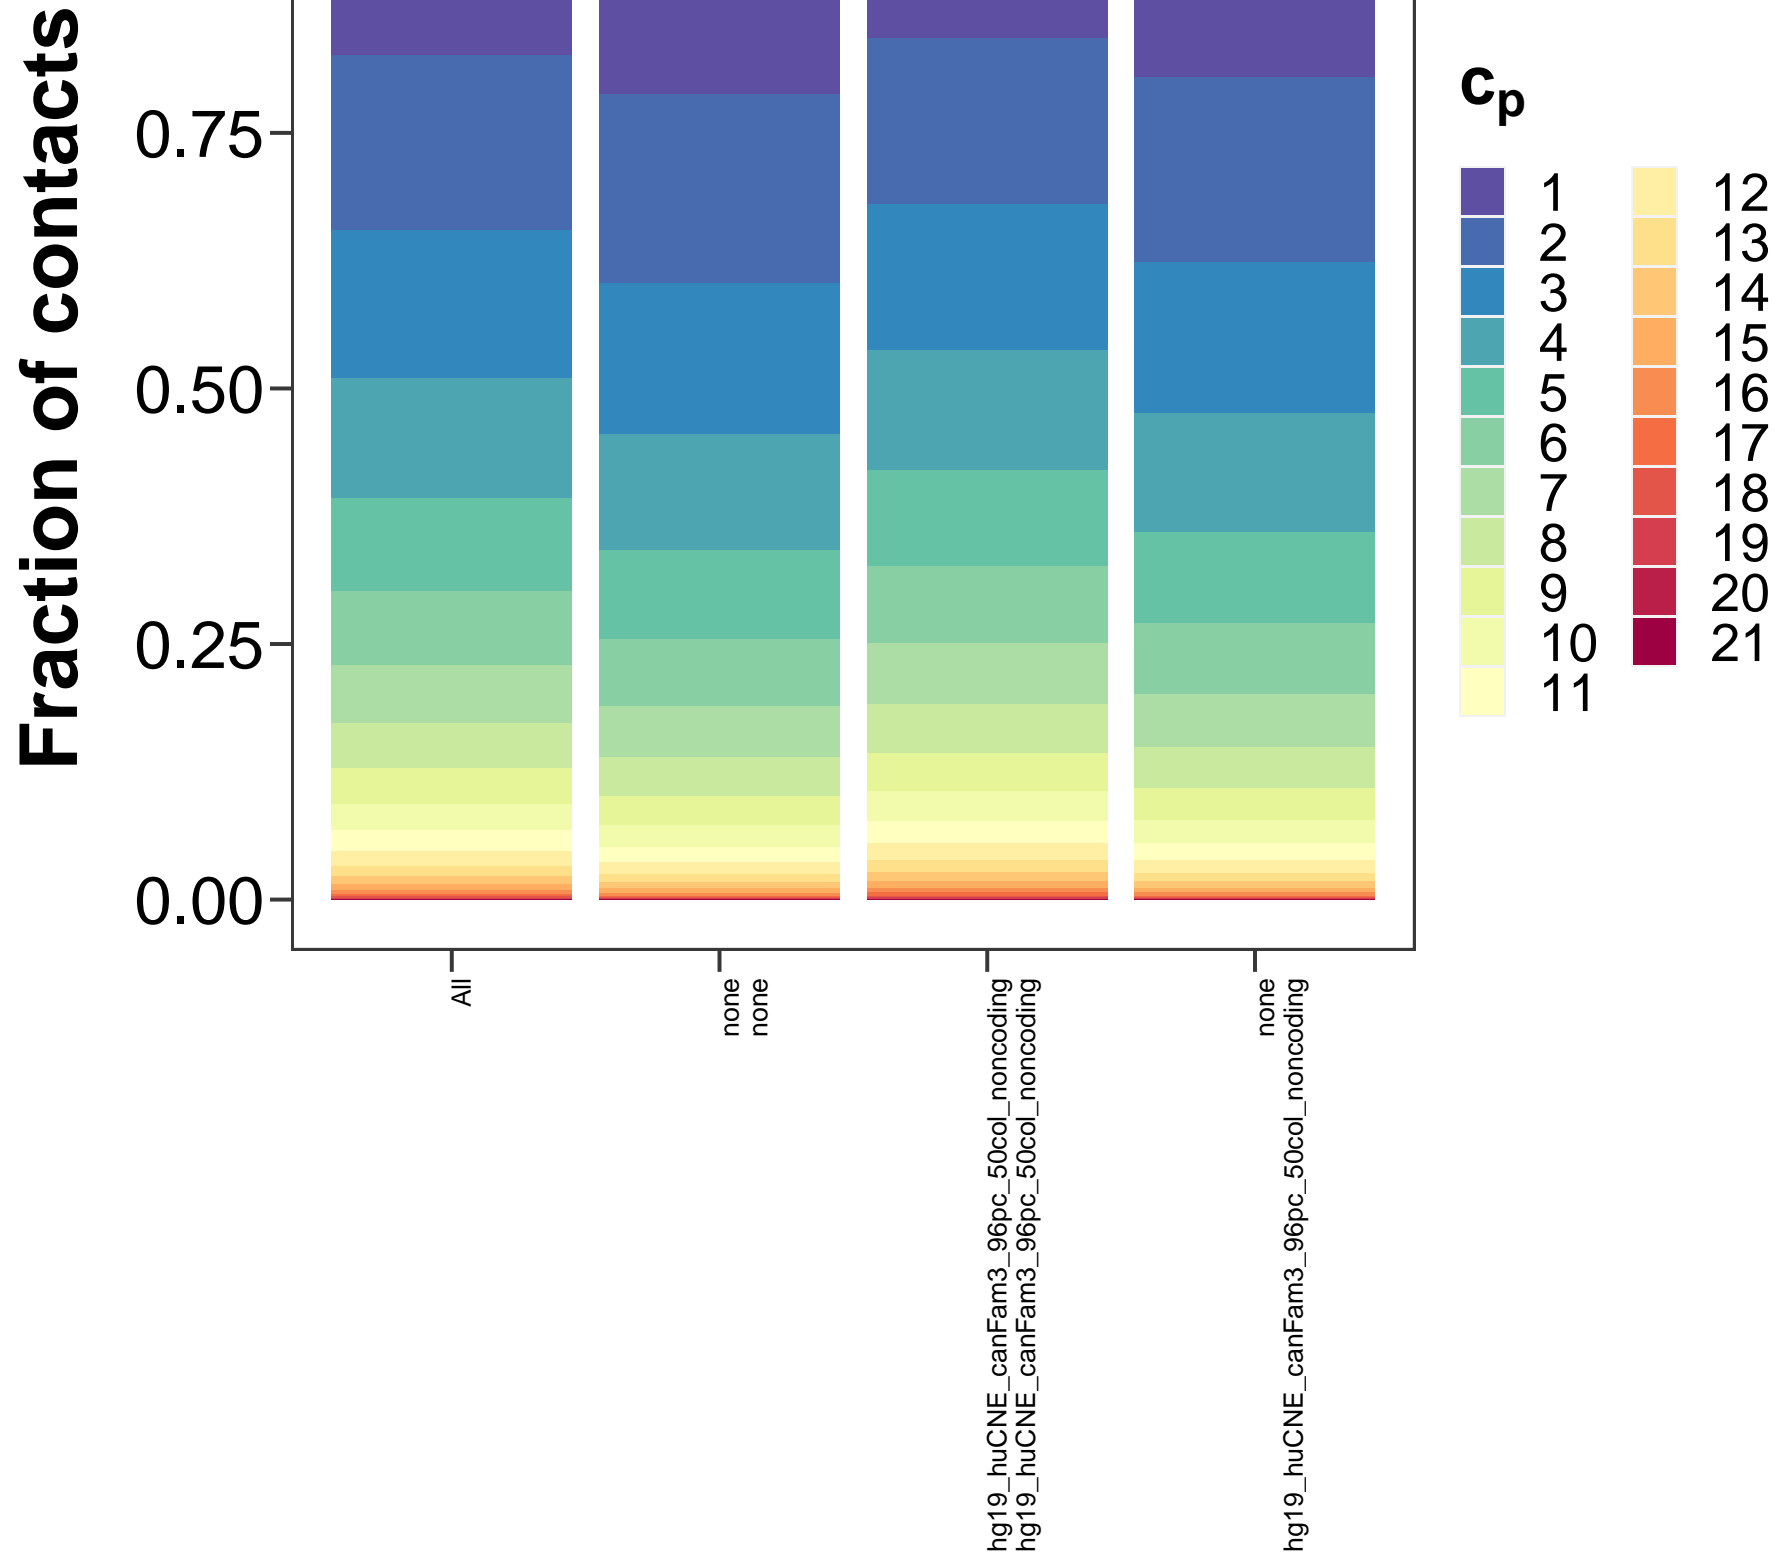 Fraction of contacts
0.75
0.50
0.25
0.00
All
none
none
hg19_huCNE_canFam3_96pc_50col_noncoding
hg19_huCNE_canFam3_96pc_50col_noncoding
none
hg19_huCNE_canFam3_96pc_50col_noncoding
cp
1
2
3
4
5
6
7
8
9
10
11
12
13
14
15
16
17
18
19
20
21